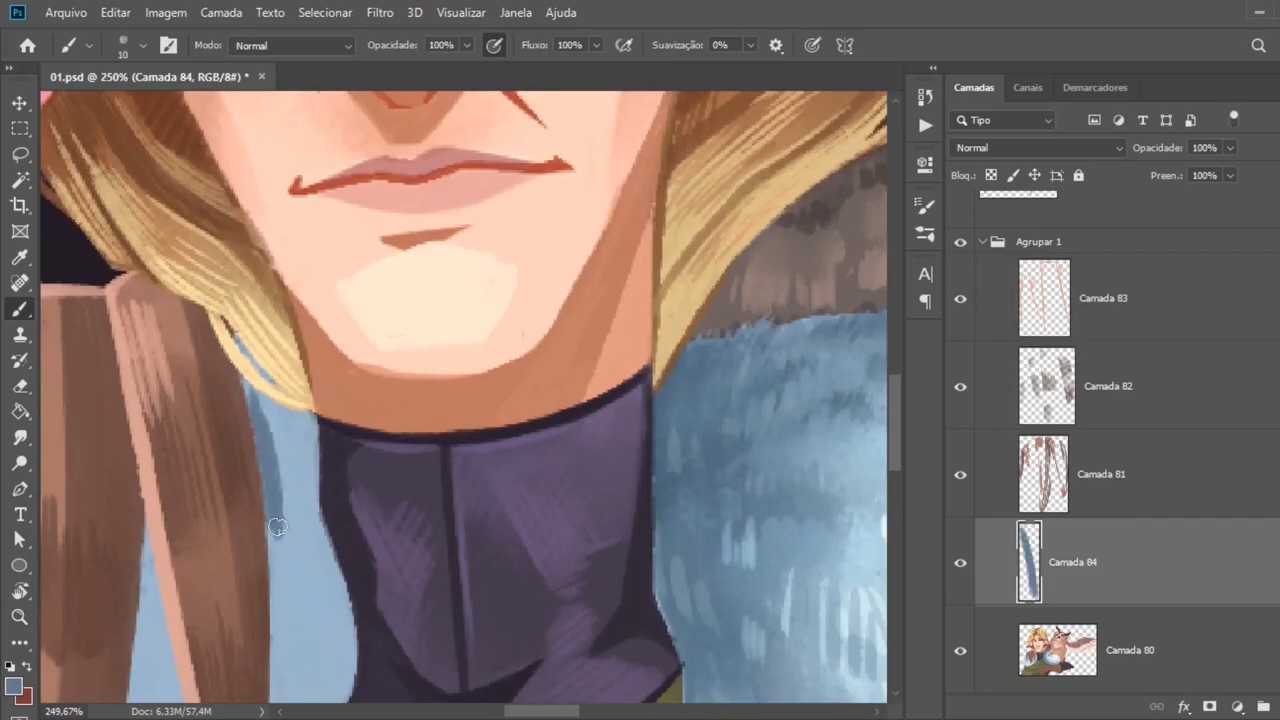 Ps Arquivo Editar Imagem Camada Texto Selecionar Filtro 3D Visualizar Janela Ajuda
10 Modo: Normal Opacidade: 100% Fluxo: 100% Suavização: 0%
01.psd @ 250% (Camada 84, RGB/8#) * ×
Camadas Canais Demarcadores
Tipo
Normal Opacidade: 100%
Bloq.: Preen.: 100%
Agrupar 1
Camada 83
Camada 82
Camada 81
Camada 84
Camada 80
249,67% Doc: 6,33M/57,4M